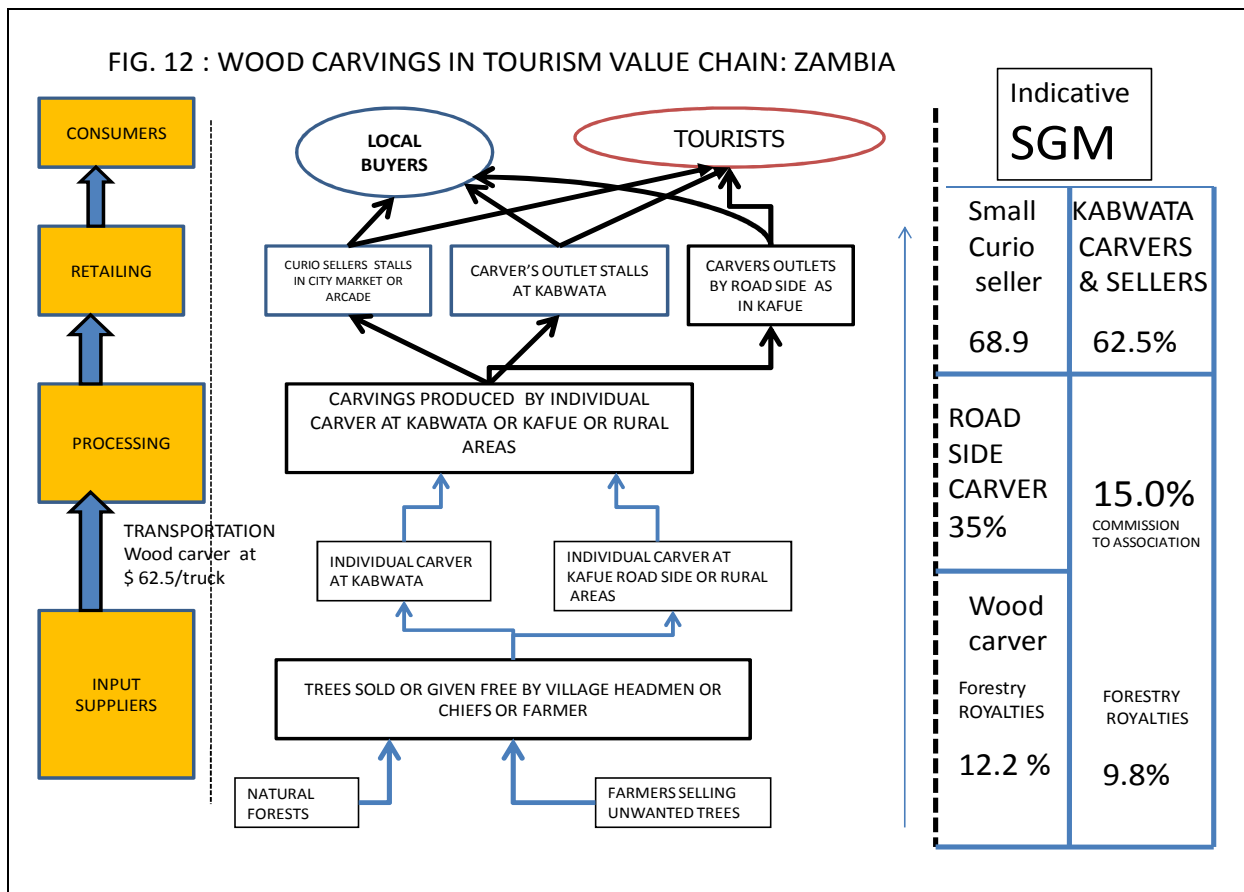 FIG. 12 : WOOD CARVINGS IN TOURISM VALUE CHAIN: ZAMBIA
CONSUMERS
RETAILING
PROCESSING
TRANSPORTATION
Wood carver at
$ 62.5/truck
INPUT
SUPPLIERS
LOCAL
BUYERS
TOURISTS
CURIO SELLERS STALLS
IN CITY MARKET OR
ARCADE
CARVER'S OUTLET STALLS
AT KABWATA
CARVERS OUTLETS
BY ROAD SIDE AS
IN KAFUE
CARVINGS PRODUCED BY INDIVIDUAL
CARVER AT KABWATA OR KAFUE OR RURAL
AREAS
INDIVIDUAL CARVER
AT KABWATA
INDIVIDUAL CARVER AT
KAFUE ROAD SIDE OR RURAL
AREAS
TREES SOLD OR GIVEN FREE BY VILLAGE HEADMEN OR
CHIEFS OR FARMER
NATURAL
FORESTS
FARMERS SELLING
UNWANTED TREES
Indicative
SGM
Small
Curio
seller
68.9
KABWATA
CARVERS
& SELLERS
62.5%
ROAD
SIDE
CARVER
35%
15.0%
COMMISSION
TO ASSOCIATION
Wood
carver
Forestry
ROYALTIES
12.2 %
FORESTRY
ROYALTIES
9.8%